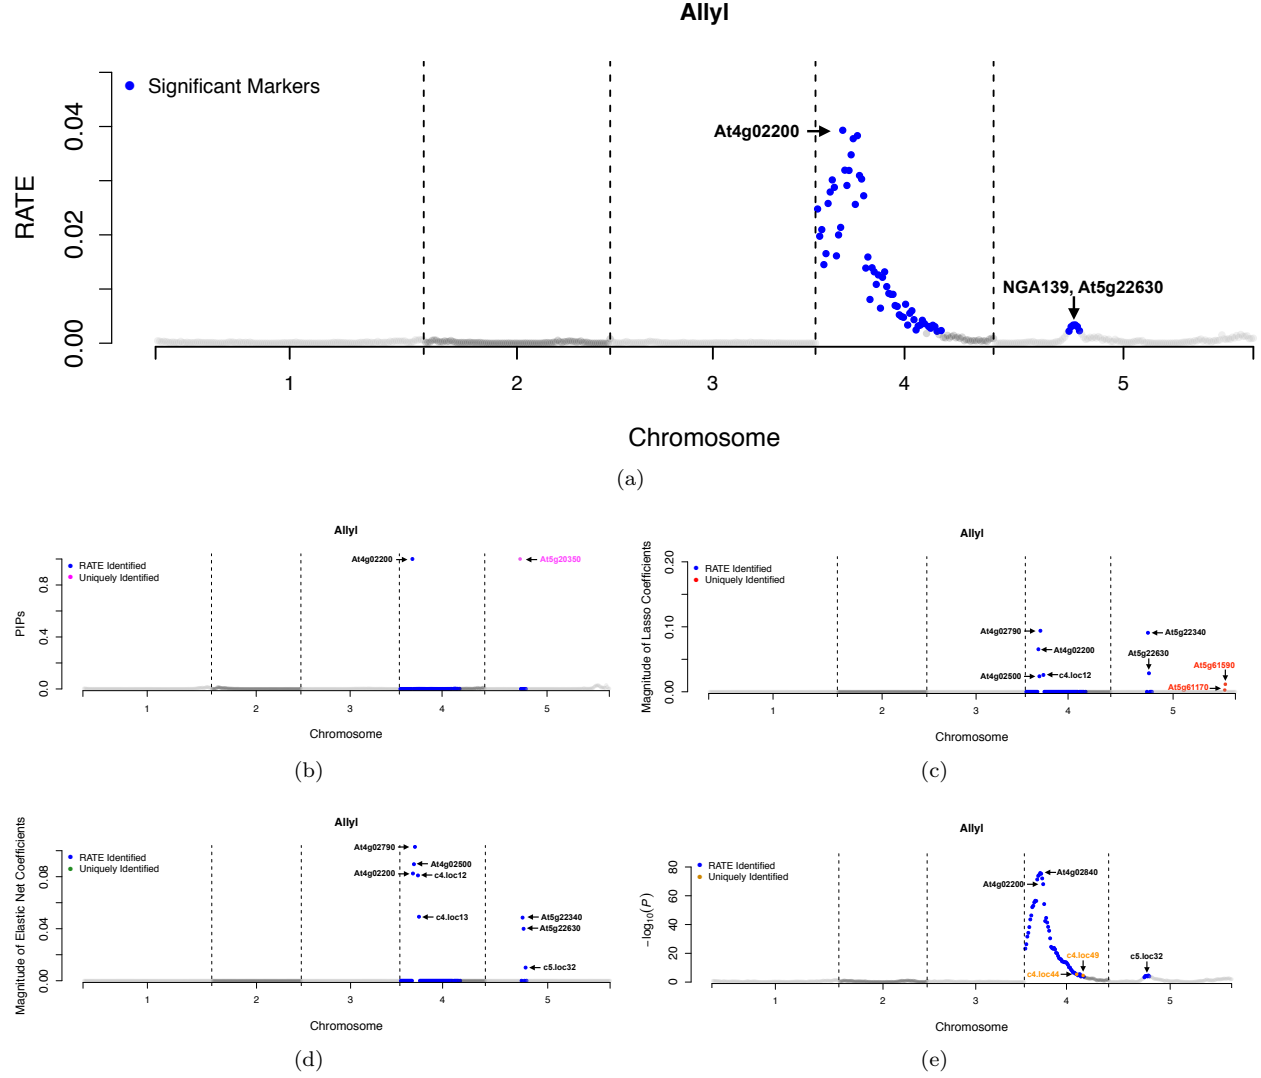 Allyl
Significant Markers
At4g02200
NGA139, At5g22630
RATE
0.00 0.02 0.04
1 2 3 4 5
Chromosome
(a)
Allyl
RATE Identified
Uniquely Identified
At4g02200
At5g20350
PIPs
0.0 0.4 0.8
1 2 3 4 5
Chromosome
(b)
Allyl
RATE Identified
Uniquely Identified
At4g02790
At4g02200
At4g02500
c4.loc12
At5g22340
At5g22630
At5g61590
At5g61170
Magnitude of Lasso Coefficients
0.00 0.10 0.20
1 2 3 4 5
Chromosome
(c)
Allyl
RATE Identified
Uniquely Identified
At4g02790
At4g02500
At4g02200
c4.loc12
c4.loc13
At5g22340
At5g22630
c5.loc32
Magnitude of Elastic Net Coefficients
0.00 0.04 0.08
1 2 3 4 5
Chromosome
(d)
Allyl
RATE Identified
Uniquely Identified
At4g02840
At4g02200
c4.loc49
c4.loc44
c5.loc32
−log10(P)
0 20 40 60 80
1 2 3 4 5
Chromosome
(e)